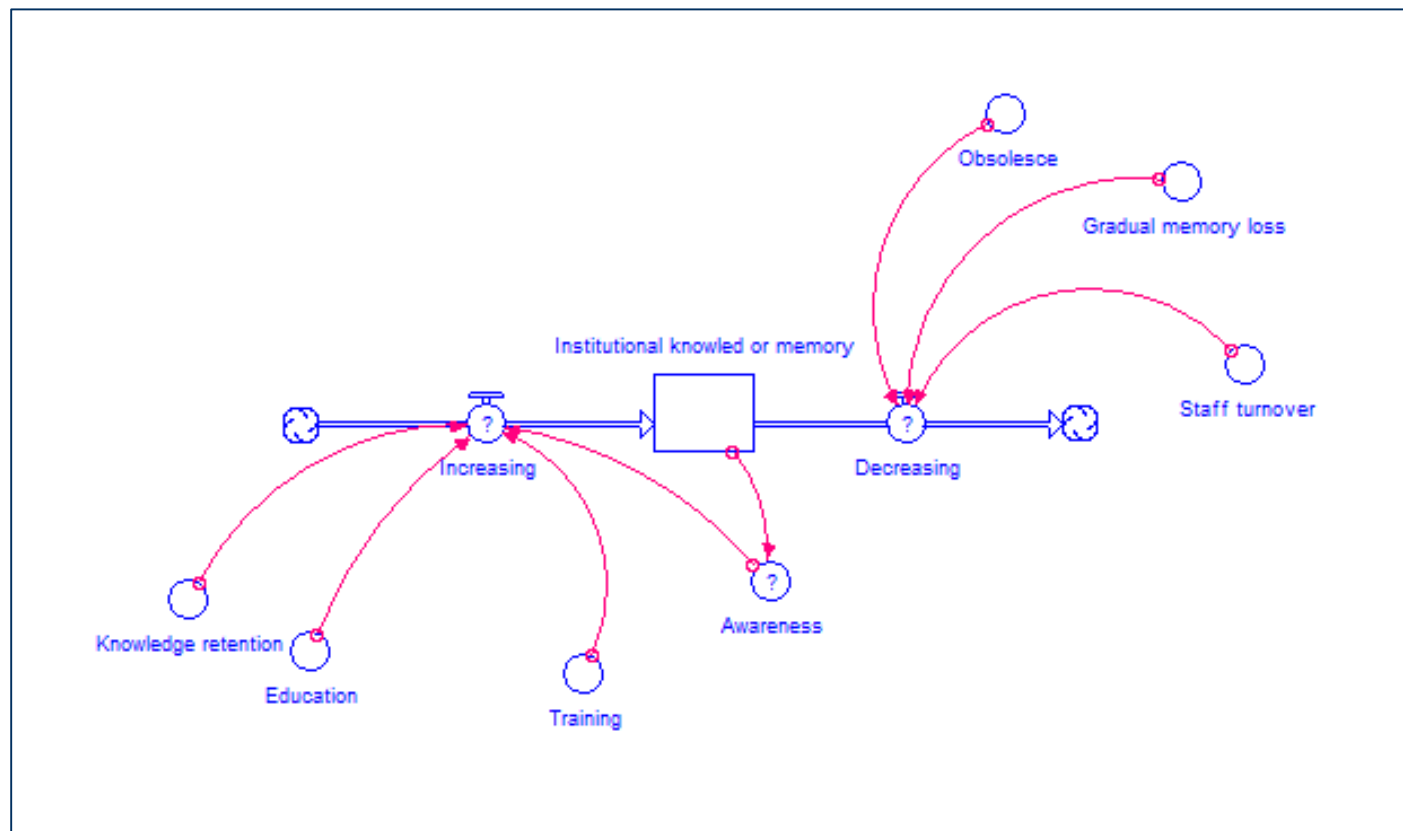 Obsolesce
Gradual memory loss
Institutional knowled or memory
Staff turnover
?
?
Increasing
Decreasing
?
Awareness
Knowledge retention
Education
Training